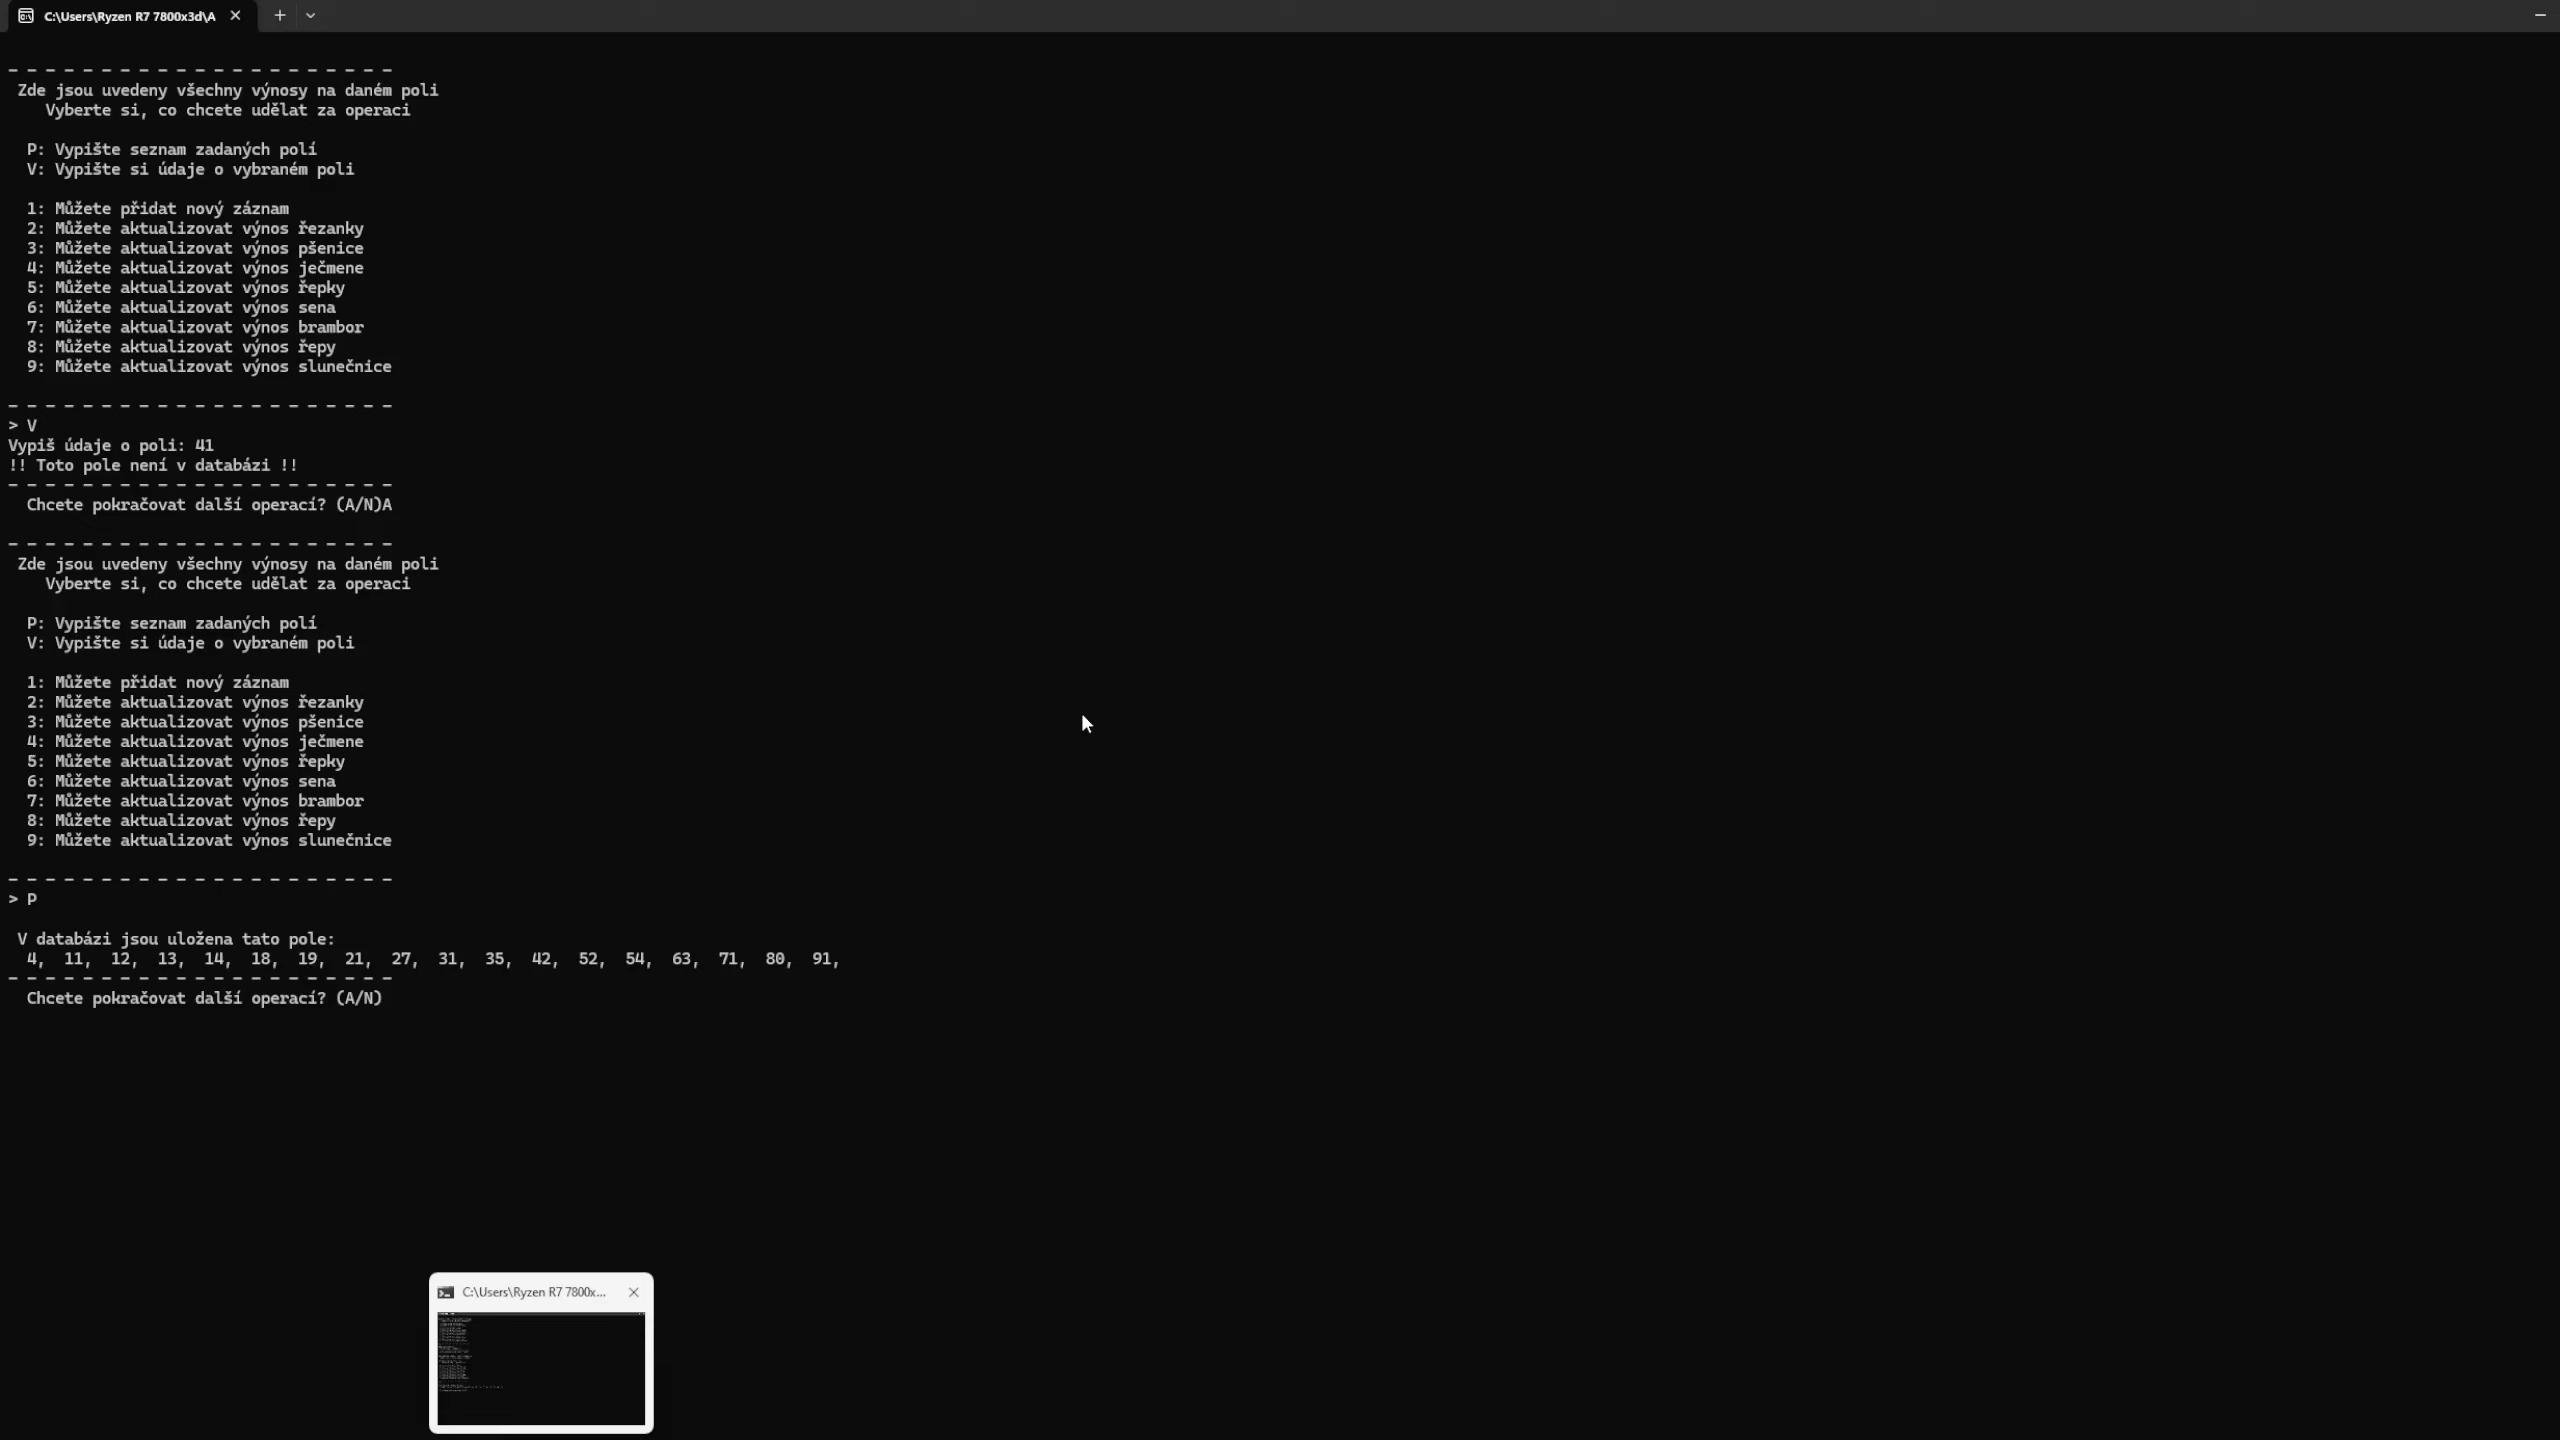 C:\Users\Ryzen R7 7800x3d\A
- - - - - - - - - - - - - - - - - - - - -
Zde jsou uvedeny všechny výnosy na daném poli
Vyberte si, co chcete udělat za operaci
P: Vypište seznam zadaných polí
V: Vypište si údaje o vybraném poli
1: Můžete přidat nový záznam
2: Můžete aktualizovat výnos řezanky
3: Můžete aktualizovat výnos pšenice
4: Můžete aktualizovat výnos ječmene
5: Můžete aktualizovat výnos řepky
6: Můžete aktualizovat výnos sena
7: Můžete aktualizovat výnos brambor
8: Můžete aktualizovat výnos řepy
9: Můžete aktualizovat výnos slunečnice
- - - - - - - - - - - - - - - - - - - - -
> V
Vypiš údaje o poli: 41
!! Toto pole není v databázi !!
- - - - - - - - - - - - - - - - - - - - -
Chcete pokračovat další operací? (A/N)A
- - - - - - - - - - - - - - - - - - - - -
Zde jsou uvedeny všechny výnosy na daném poli
Vyberte si, co chcete udělat za operaci
P: Vypište seznam zadaných polí
V: Vypište si údaje o vybraném poli
1: Můžete přidat nový záznam
2: Můžete aktualizovat výnos řezanky
3: Můžete aktualizovat výnos pšenice
4: Můžete aktualizovat výnos ječmene
5: Můžete aktualizovat výnos řepky
6: Můžete aktualizovat výnos sena
7: Můžete aktualizovat výnos brambor
8: Můžete aktualizovat výnos řepy
9: Můžete aktualizovat výnos slunečnice
- - - - - - - - - - - - - - - - - - - - -
> P
V databázi jsou uložena tato pole:
4, 11, 12, 13, 14, 18, 19, 21, 27, 31, 35, 42, 52, 54, 63, 71, 80, 91,
- - - - - - - - - - - - - - - - - - - - -
Chcete pokračovat další operací? (A/N)
C:\Users\Ryzen R7 7800x...